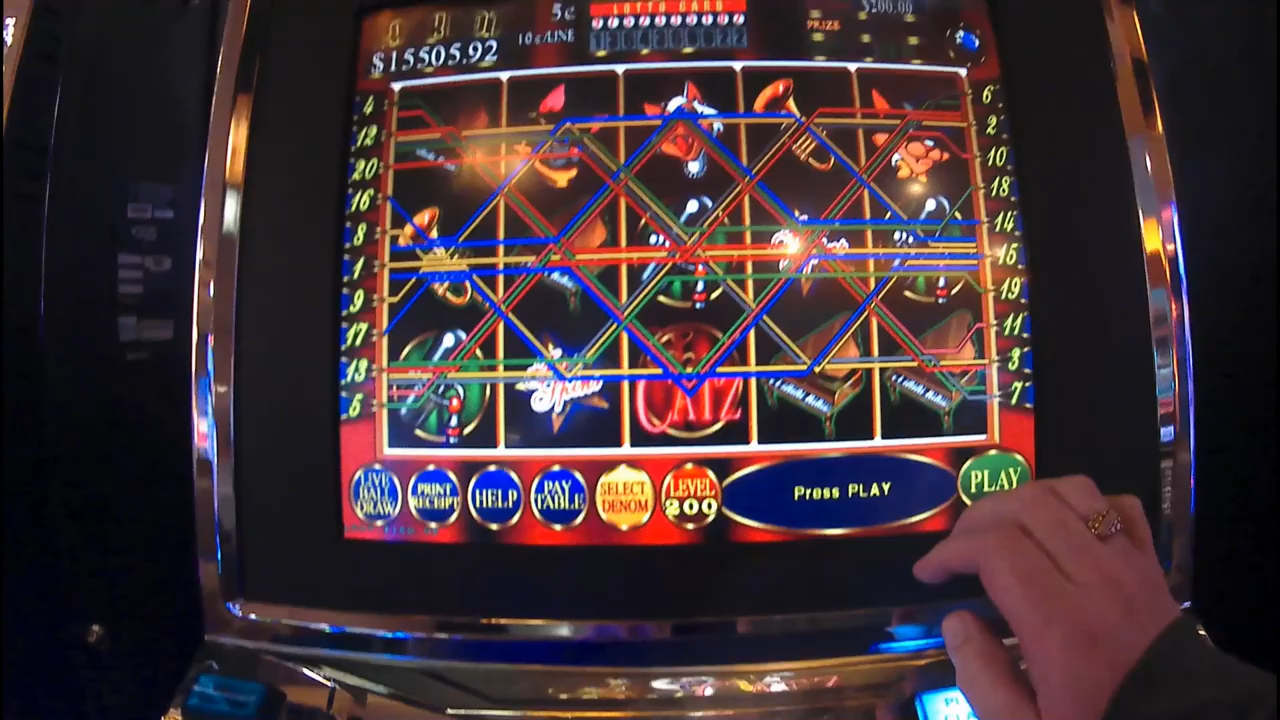 5¢
LOTTO CARD
$200.00
$15505.92
10¢/LINE
PRIZE
4
12
20
16
8
1
9
17
13
5
6
2
10
18
14
15
19
11
3
7
LIVE BALL DRAW
PRINT RECEIPT
HELP
PAY TABLE
SELECT DENOM
LEVEL 200
Press PLAY
PLAY